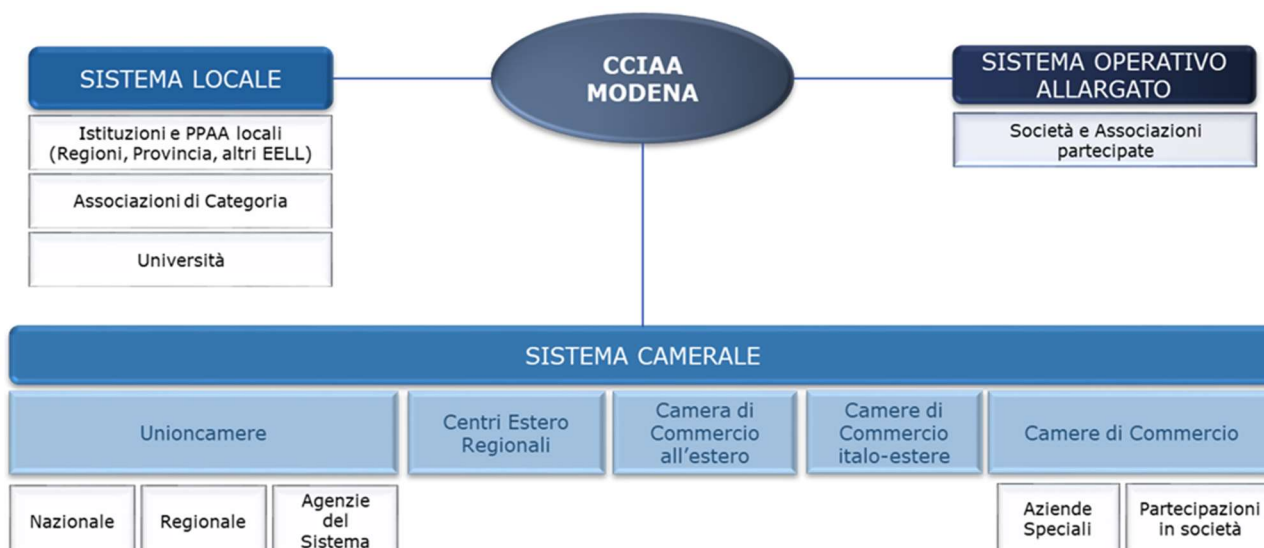 CCIAA
MODENA
SISTEMA LOCALE
Istituzioni e PPAA locali
(Regioni, Provincia, altri EELL)
Associazioni di Categoria
Università
SISTEMA OPERATIVO
ALLARGATO
Società e Associazioni
partecipate
SISTEMA CAMERALE
Unioncamere
Centri Estero
Regionali
Camera di
Commercio
all'estero
Camere di
Commercio
italo-estere
Camere di Commercio
Nazionale
Regionale
Agenzie
del
Sistema
Aziende
Speciali
Partecipazioni
in società